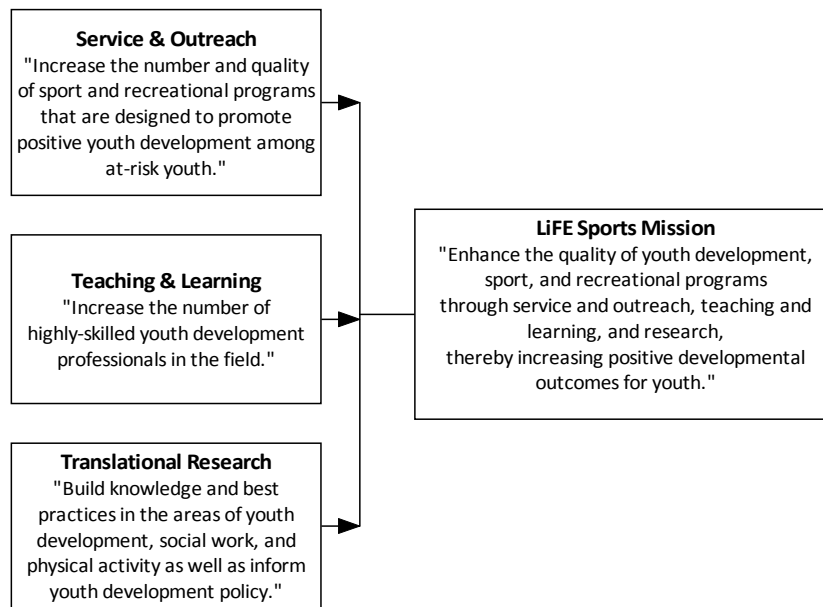 Service & Outreach
"Increase the number and quality
of sport and recreational programs
that are designed to promote
positive youth development among
at-risk youth."
Teaching & Learning
"Increase the number of
highly-skilled youth development
professionals in the field."
Translational Research
"Build knowledge and best
practices in the areas of youth
development, social work, and
physical activity as well as inform
youth development policy."
LiFE Sports Mission
"Enhance the quality of youth development,
sport, and recreational programs
through service and outreach, teaching and
learning, and research,
thereby increasing positive developmental
outcomes for youth."